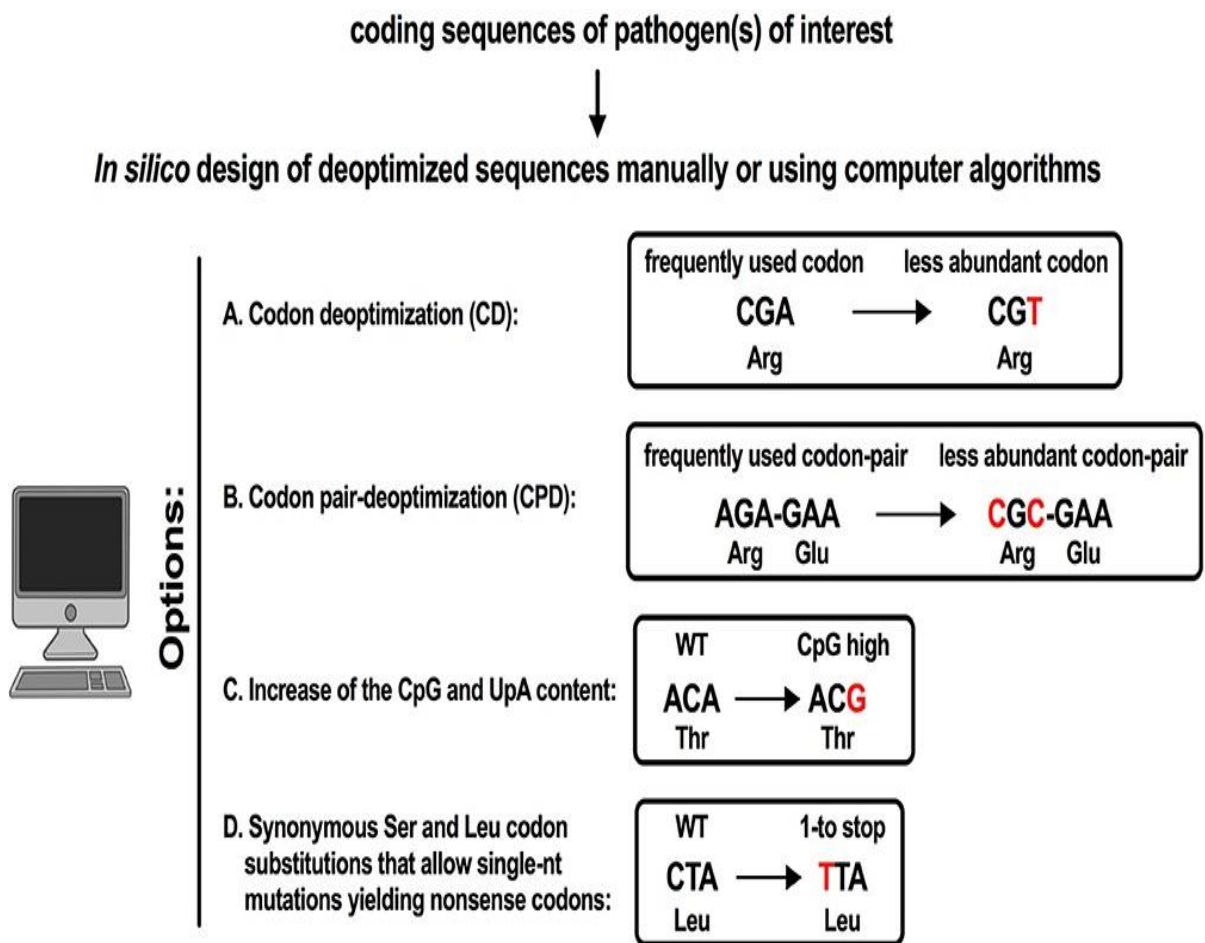 coding sequences of pathogen(s) of interest
In silico design of deoptimized sequences manually or using computer algorithms
Options:
A. Codon deoptimization (CD):
frequently used codon less abundant codon
CGA CGT
Arg Arg
B. Codon pair-deoptimization (CPD):
frequently used codon-pair less abundant codon-pair
AGA-GAA CGC-GAA
Arg Glu Arg Glu
C. Increase of the CpG and UpA content:
WT CpG high
ACA ACG
Thr Thr
D. Synonymous Ser and Leu codon
substitutions that allow single-nt
mutations yielding nonsense codons:
WT 1-to stop
CTA TTA
Leu Leu